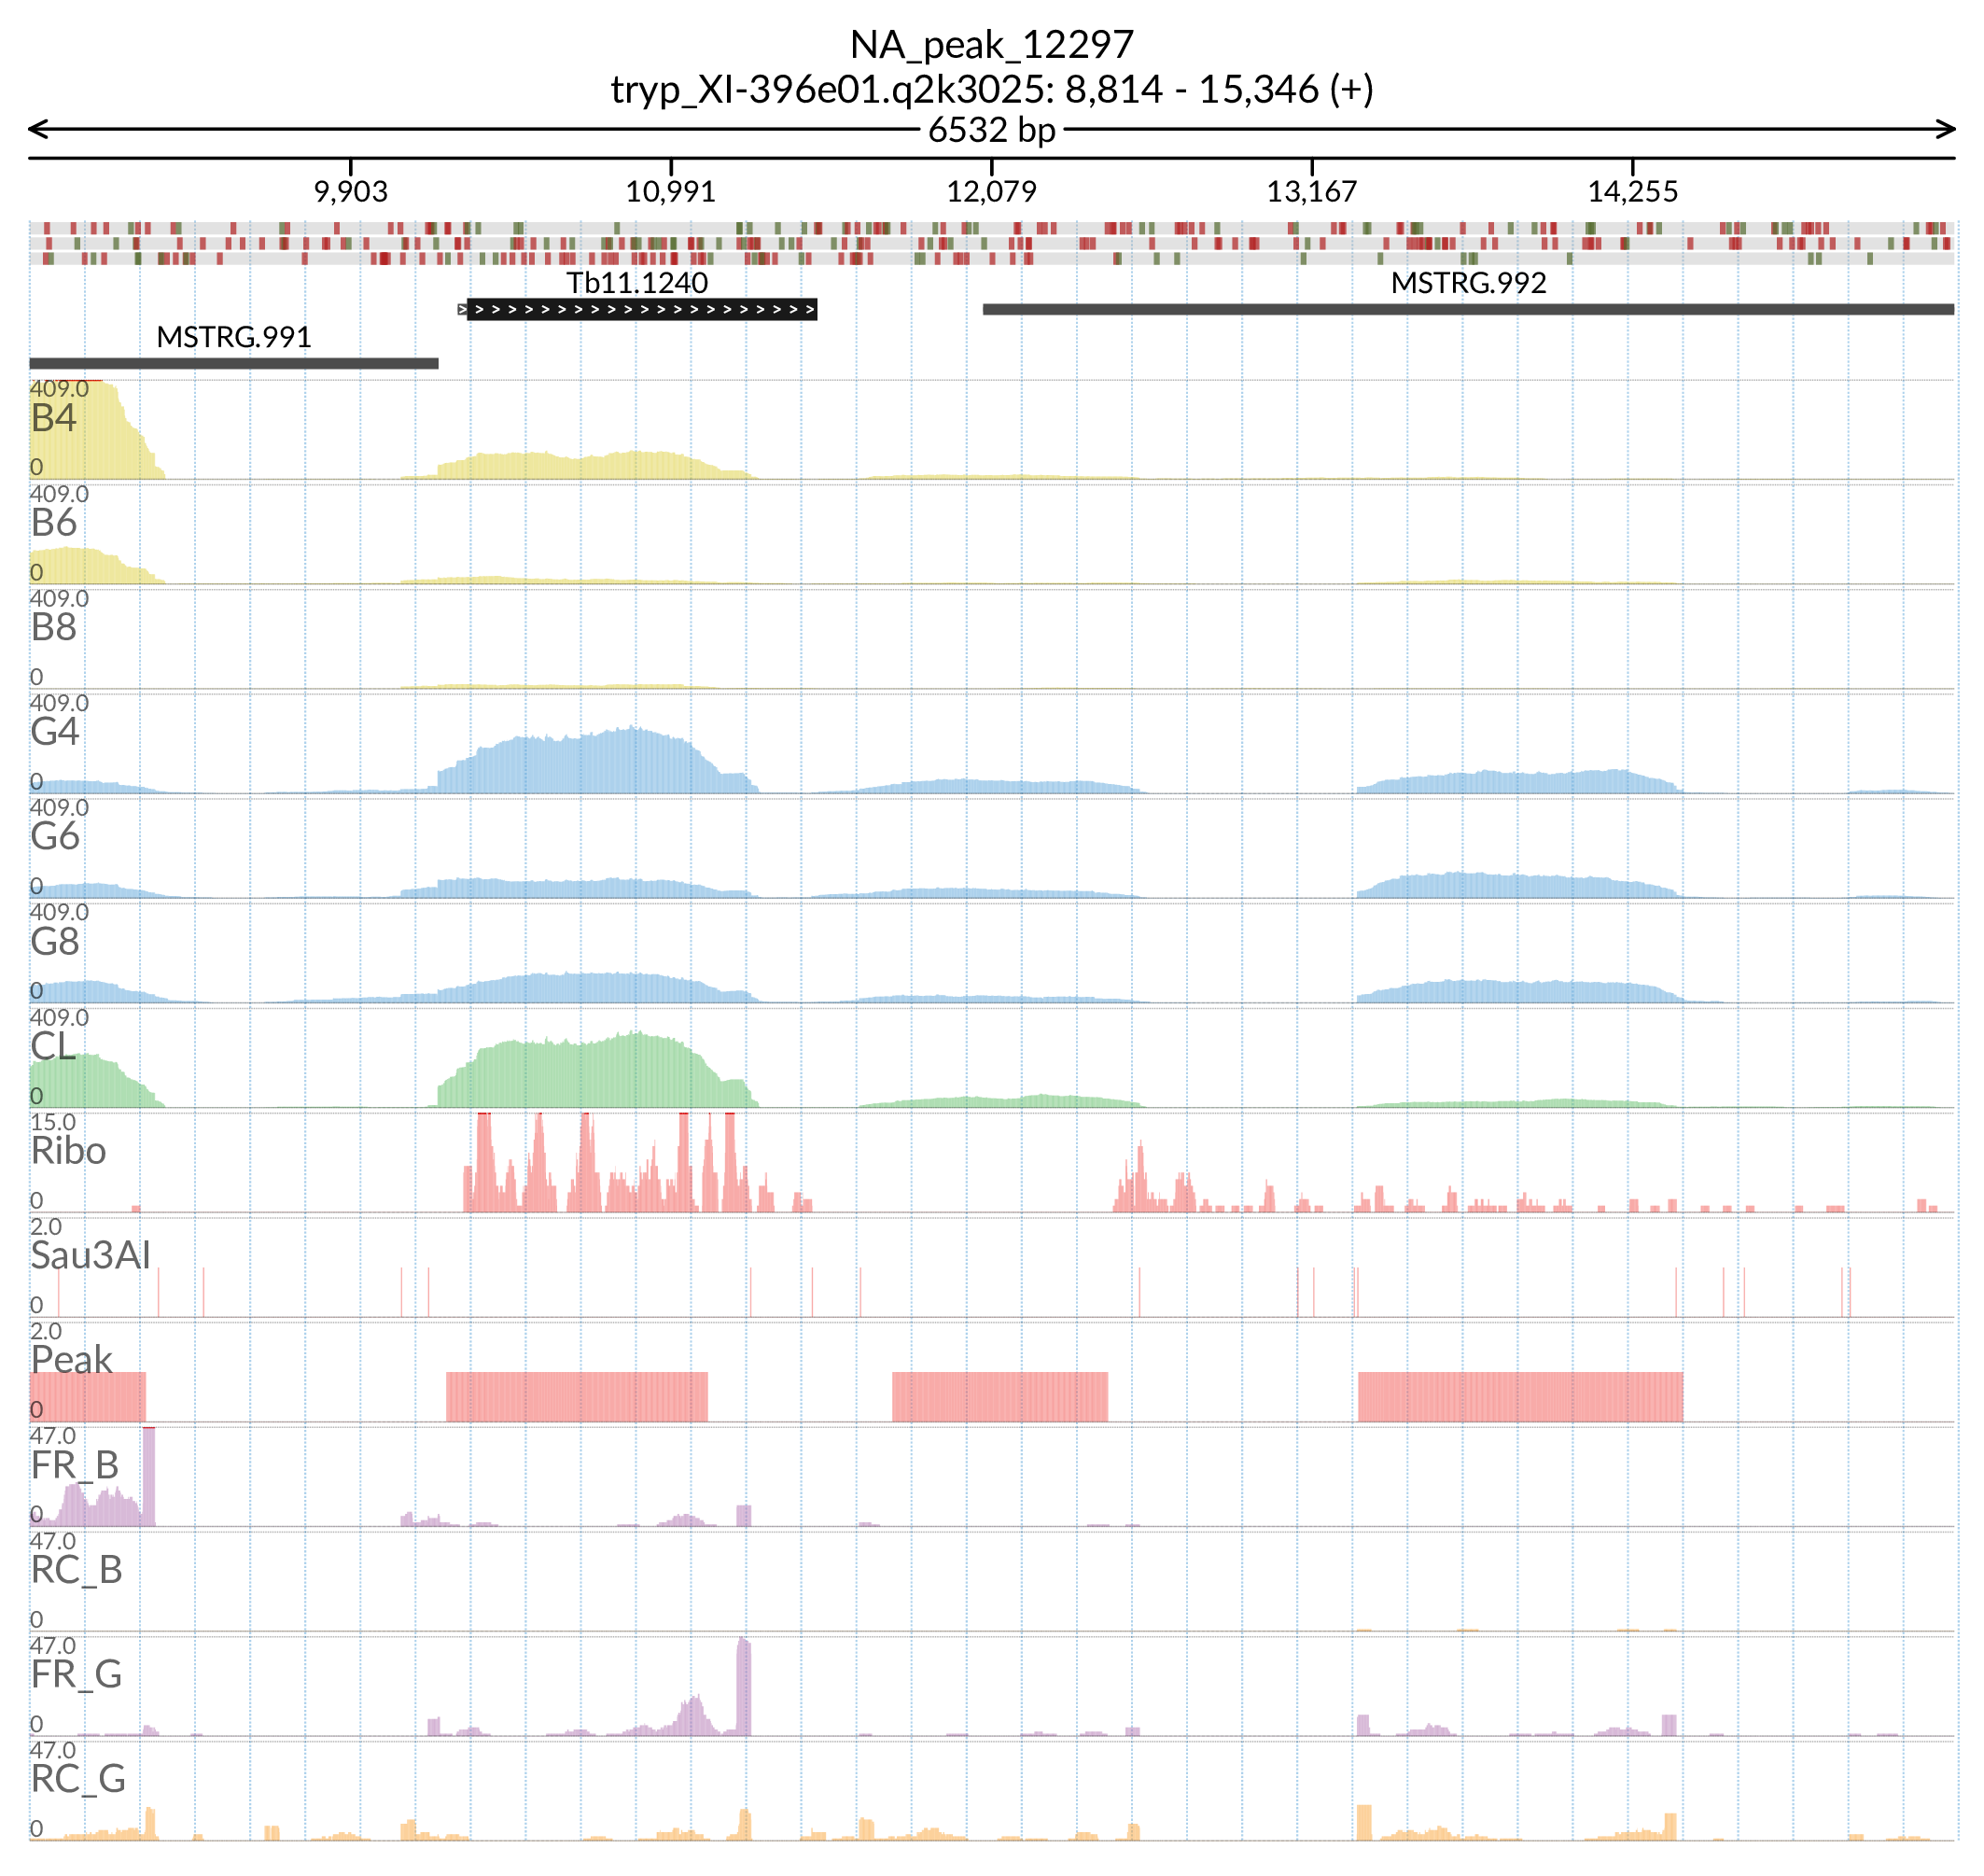 NA_peak_12297
tryp_XI-396e01.q2k3025: 8,814 - 15,346 (+)
6532 bp
9,903 10,991 12,079 13,167 14,255
Tb11.1240 MSTRG.992
MSTRG.991
409.0
B4
0
409.0
B6
0
409.0
B8
0
409.0
G4
0
409.0
G6
0
409.0
G8
0
409.0
CL
0
15.0
Ribo
0
2.0
Sau3AI
0
2.0
Peak
0
47.0
FR_B
0
47.0
RC_B
0
47.0
FR_G
0
47.0
RC_G
0